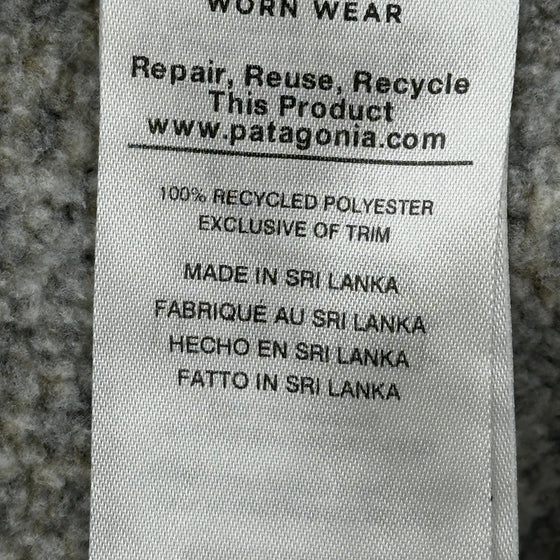 WORN WEAR
Repair, Reuse, Recycle
This Product
www.patagonia.com
100% RECYCLED POLYESTER
EXCLUSIVE OF TRIM
MADE IN SRI LANKA
FABRIQUÉ AU SRI LANKA
HECHO EN SRI LANKA
FATTO IN SRI LANKA